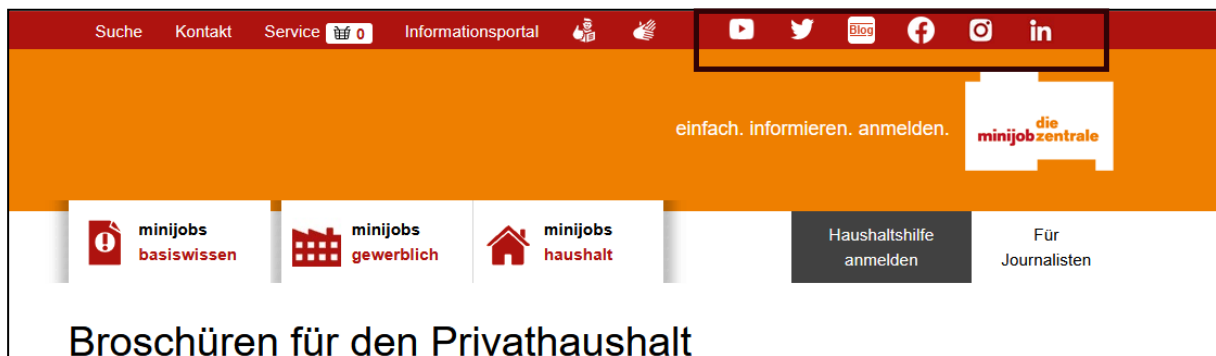 Suche Kontakt Service 0 Informationsportal Blog in
einfach. informieren. anmelden.
die
minijobzentrale
minijobs
basiswissen
minijobs
gewerblich
minijobs
haushalt
Haushaltshilfe
anmelden
Für
Journalisten
Broschüren für den Privathaushalt